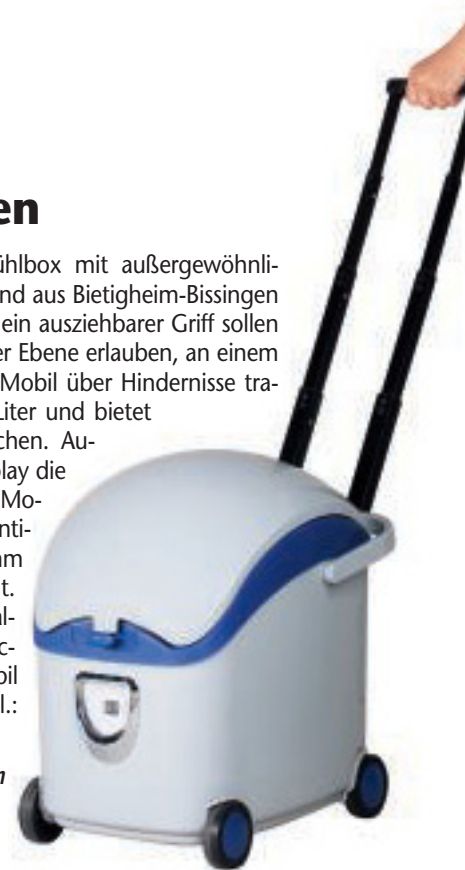 en
ühlbox mit außergewöhnli-
nd aus Bietigheim-Bissingen
ein ausziehbarer Griff sollen
er Ebene erlauben, an einem
Mobil über Hindernisse tra-
Liter und bietet
chen. Au-
lay die
Mo-
nti-
am
t.
al-
c-
bil
l.:
n